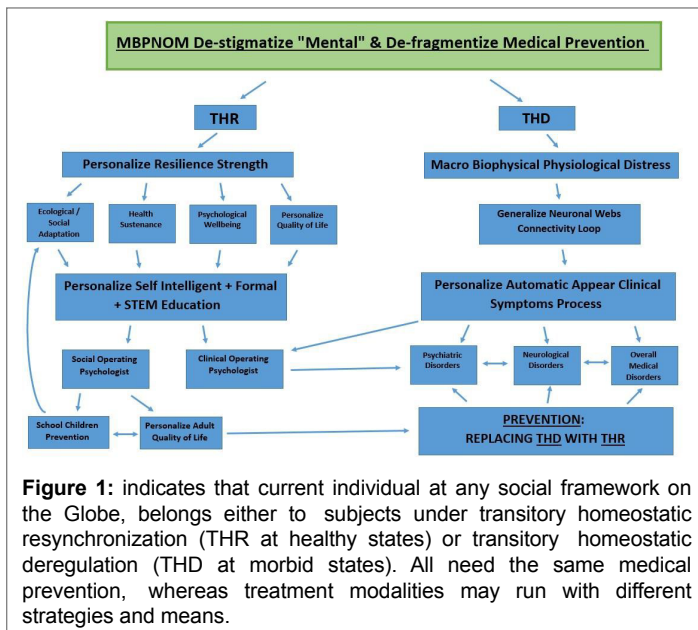 MBPNOM De-stigmatize "Mental" & De-fragmentize Medical Prevention
THR
THD
Personalize Resilience Strength
Macro Biophysical Physiological Distress
Ecological /
Social
Adaptation
Health
Sustenance
Psychological
Wellbeing
Personalize
Quality of Life
Generalize Neuronal Webs
Connectivity Loop
Personalize Self Intelligent + Formal
+ STEM Education
Personalize Automatic Appear Clinical
Symptoms Process
Social Operating
Psychologist
Clinical Operating
Psychologist
Psychiatric
Disorders
Neurological
Disorders
Overall
Medical
Disorders
School Children
Prevention
Personalize Adult
Quality of Life
PREVENTION:
REPLACING THD WITH THR
Figure 1: indicates that current individual at any social framework on
the Globe, belongs either to subjects under transitory homeostatic
resynchronization (THR at healthy states) or transitory homeostatic
deregulation (THD at morbid states). All need the same medical
prevention, whereas treatment modalities may run with different
strategies and means.